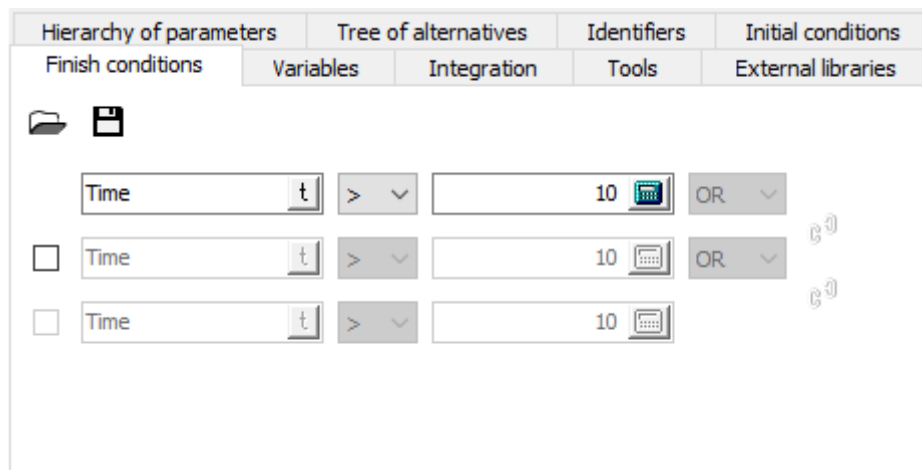 Hierarchy of parameters Tree of alternatives Identifiers Initial conditions
Finish conditions Variables Integration Tools External libraries
Time t > 10 OR
Time t > 10 OR
Time t > 10